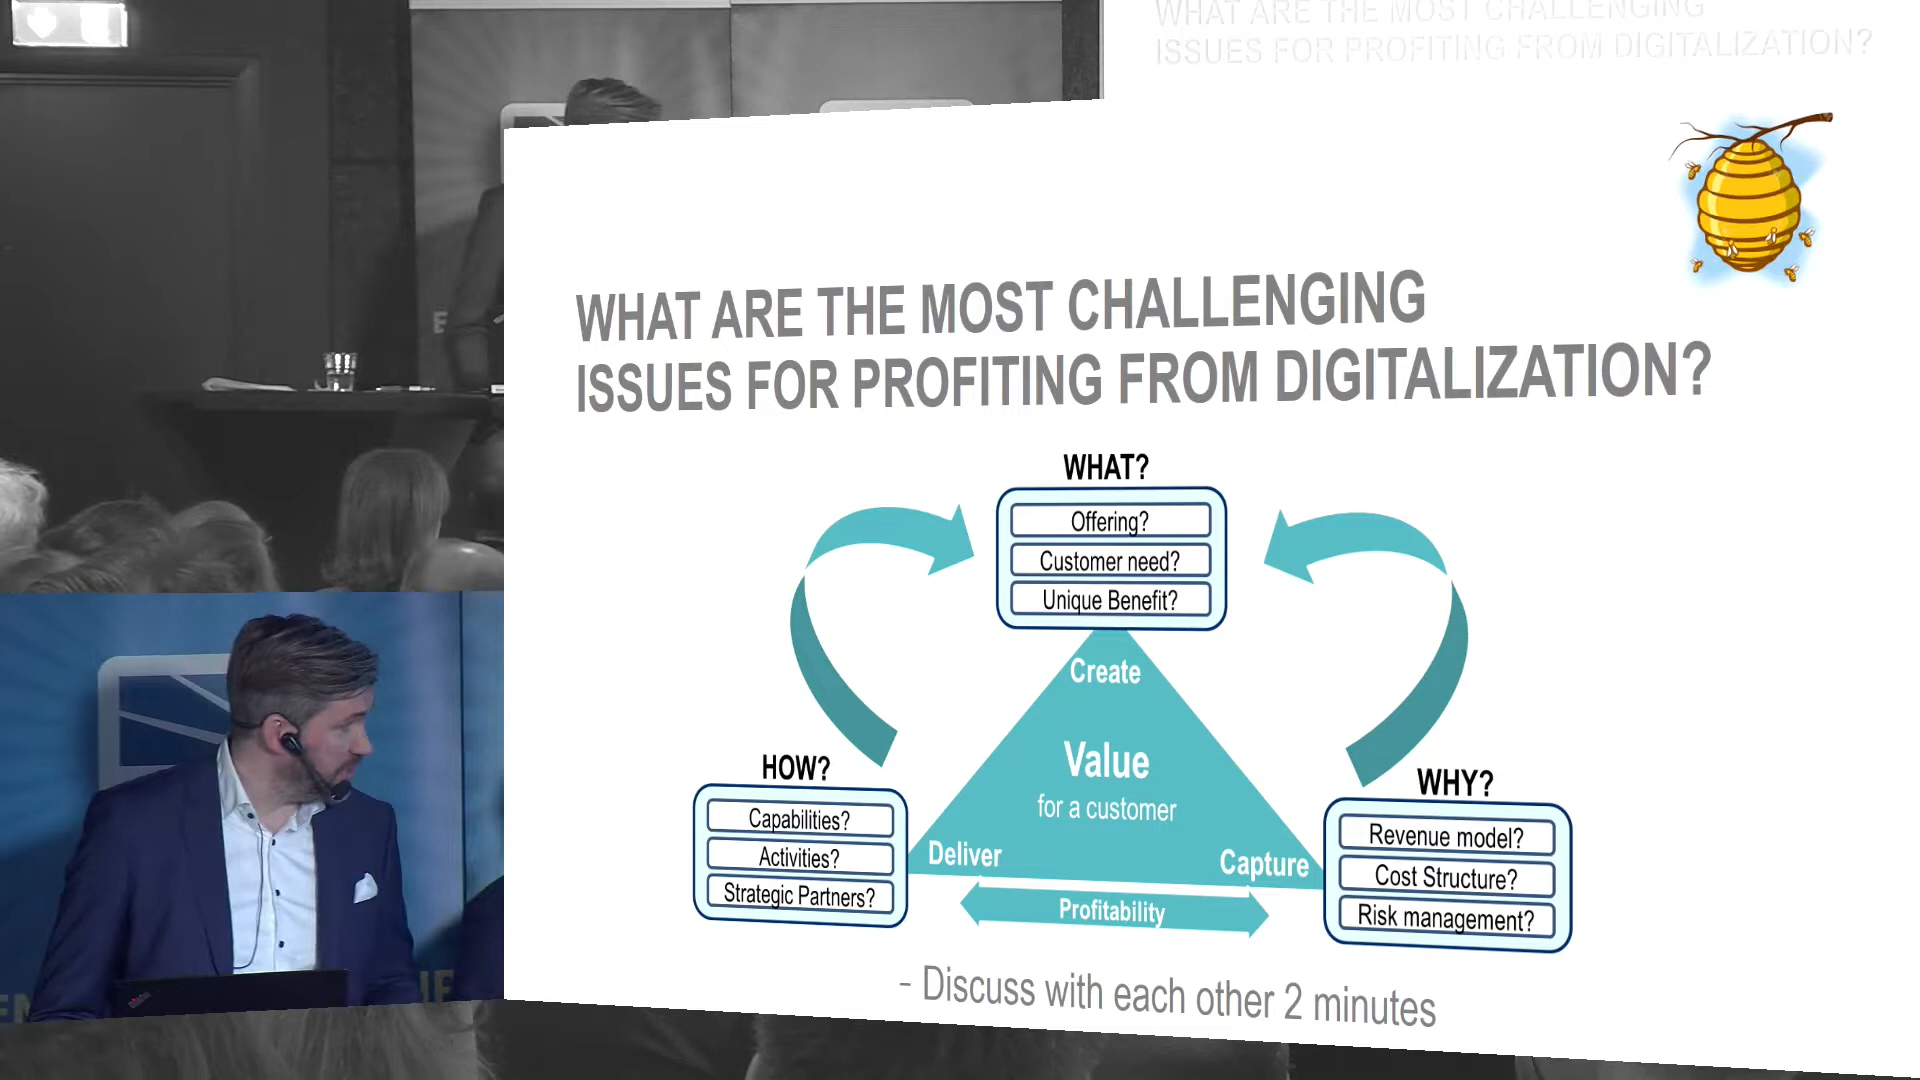 WHAT ARE THE MOST CHALLENGING
ISSUES FOR PROFITING FROM DIGITALIZATION?
WHAT ARE THE MOST CHALLENGING
ISSUES FOR PROFITING FROM DIGITALIZATION?
WHAT?
Offering?
Customer need?
Unique Benefit?
Create
Value
for a customer
HOW?
Capabilities?
Activities?
Strategic Partners?
Deliver
Capture
Profitability
WHY?
Revenue model?
Cost Structure?
Risk management?
- Discuss with each other 2 minutes